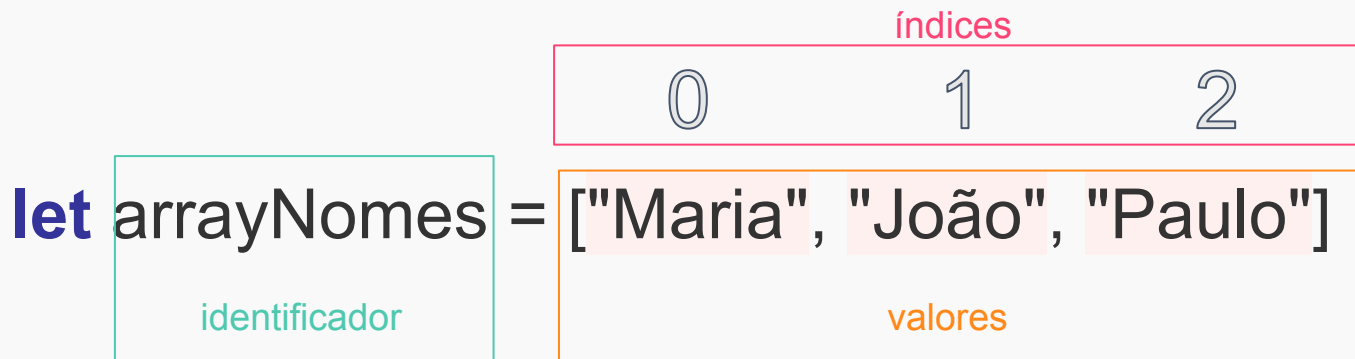 índices
0 1 2
let arrayNomes = ["Maria", "João", "Paulo"]
identificador valores